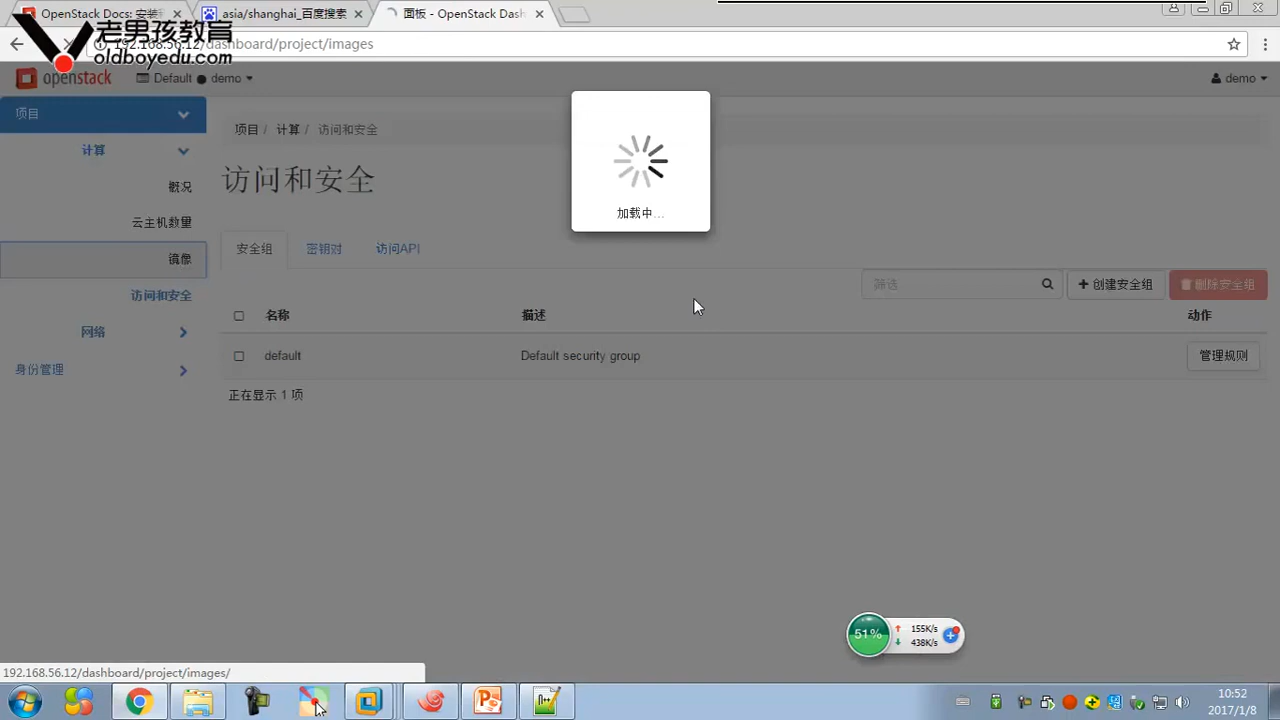 OpenStack Docs: 安装
asia/shanghai_百度搜索
面板 - OpenStack Das
老男孩教育
oldboyedu.com
192.168.56.12/dashboard/project/images
openstack
Default ● demo
demo
项目
计算
概况
云主机数量
镜像
访问和安全
网络
身份管理
项目 / 计算 / 访问和安全
访问和安全
加载中...
安全组
密钥对
访问API
筛选
创建安全组
删除安全组
名称
描述
动作
default
Default security group
管理规则
正在显示 1 项
51%
155K/s
438K/s
192.168.56.12/dashboard/project/images/
10:52
2017/1/8